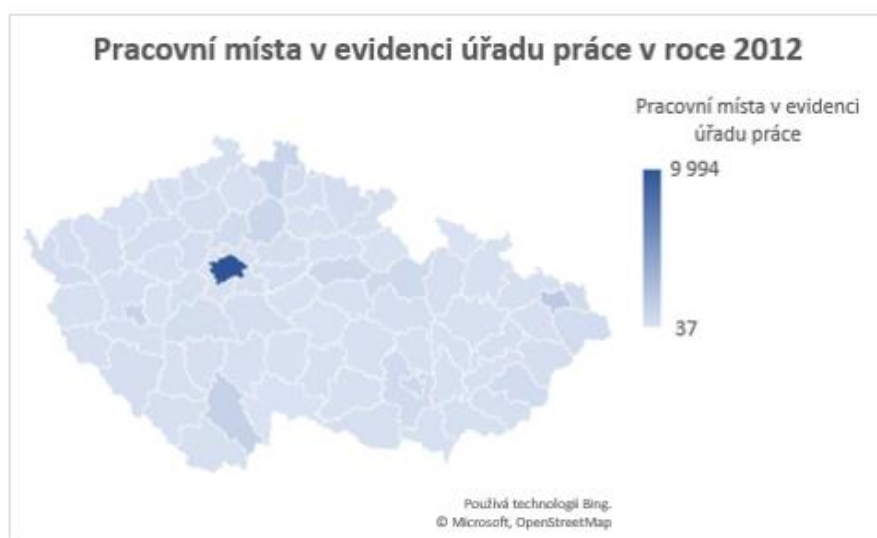 Pracovní místa v evidenci úřadu práce v roce 2012
Pracovní místa v evidenci
úřadu práce
9 994
37
Používá technologii Bing.
© Microsoft, OpenStreetMap